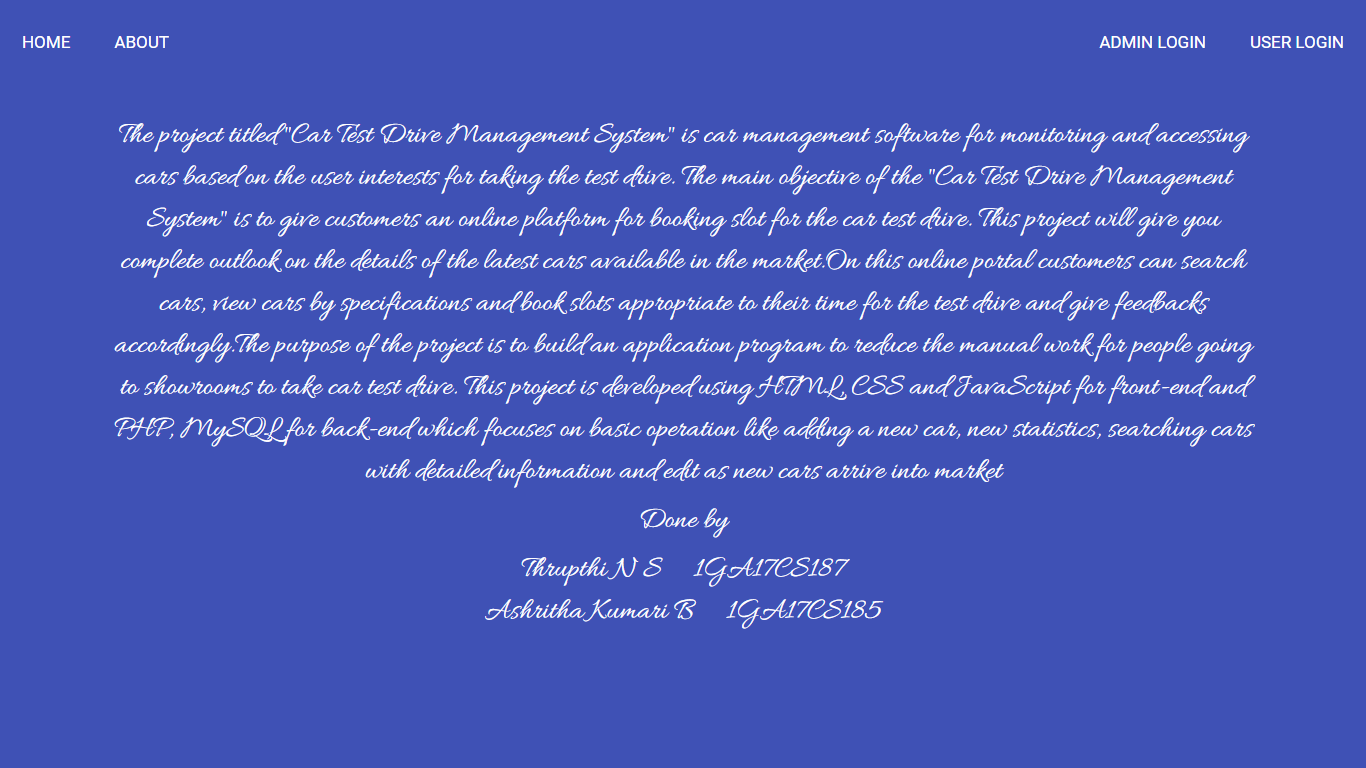 HOME ABOUT ADMIN LOGIN USER LOGIN
The project titled "Car Test Drive Management System" is car management software for monitoring and accessing
cars based on the user interests for taking the test drive. The main objective of the "Car Test Drive Management
System" is to give customers an online platform for booking slot for the car test drive. This project will give you
complete outlook on the details of the latest cars available in the market.On this online portal customers can search
cars, view cars by specifications and book slots appropriate to their time for the test drive and give feedbacks
accordingly.The purpose of the project is to build an application program to reduce the manual work for people going
to showrooms to take car test drive. This project is developed using HTML, CSS and JavaScript for front-end and
PHP, MySQL for back-end which focuses on basic operation like adding a new car, new statistics, searching cars
with detailed information and edit as new cars arrive into market
Done by
Thrupthi N S 1GA17CS187
Ashritha Kumari B 1GA17CS185